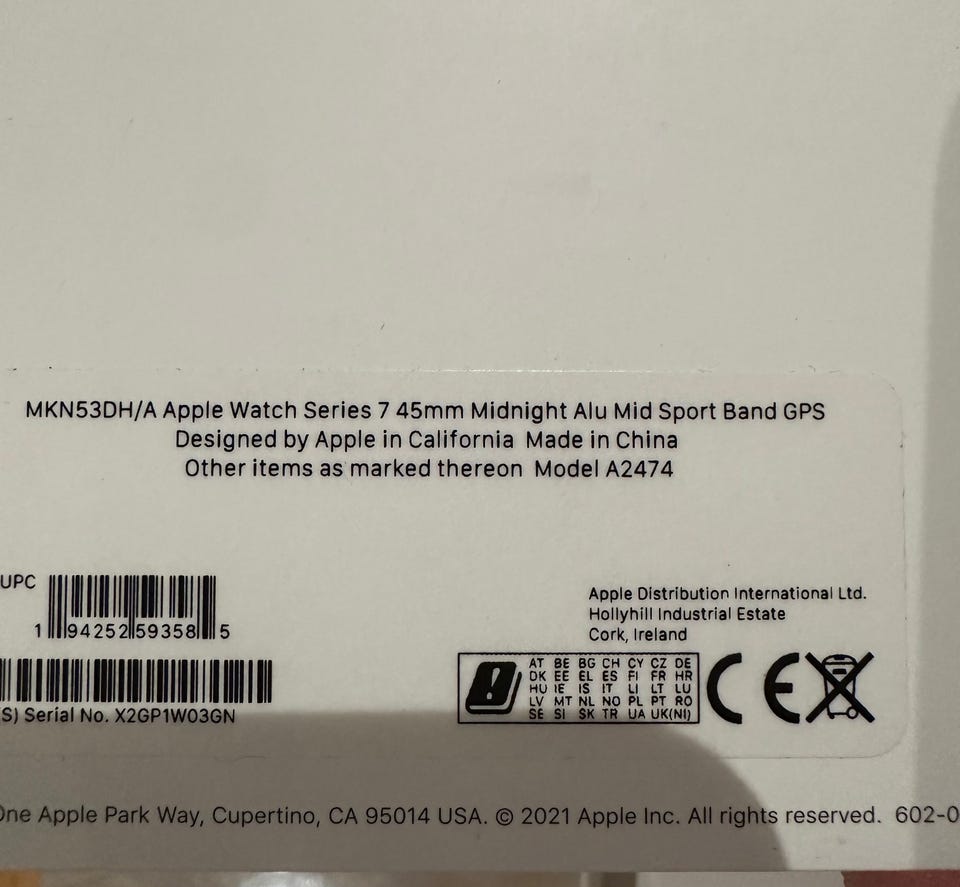 MKN53DH/A Apple Watch Series 7 45mm Midnight Alu Mid Sport Band GPS
Designed by Apple in California Made in China
Other items as marked thereon Model A2474
UPC
1 94252 59358 5
S) Serial No. X2GP1W03GN
Apple Distribution International Ltd.
Hollyhill Industrial Estate
Cork, Ireland
AT BE BG CH CY CZ DE
DK EE EL ES FI FR HR
HU IE IS IT LI LT LU
LV MT NL NO PL PT RO
SE SI SK TR UA UK(NI)
CE
One Apple Park Way, Cupertino, CA 95014 USA. © 2021 Apple Inc. All rights reserved. 602-0